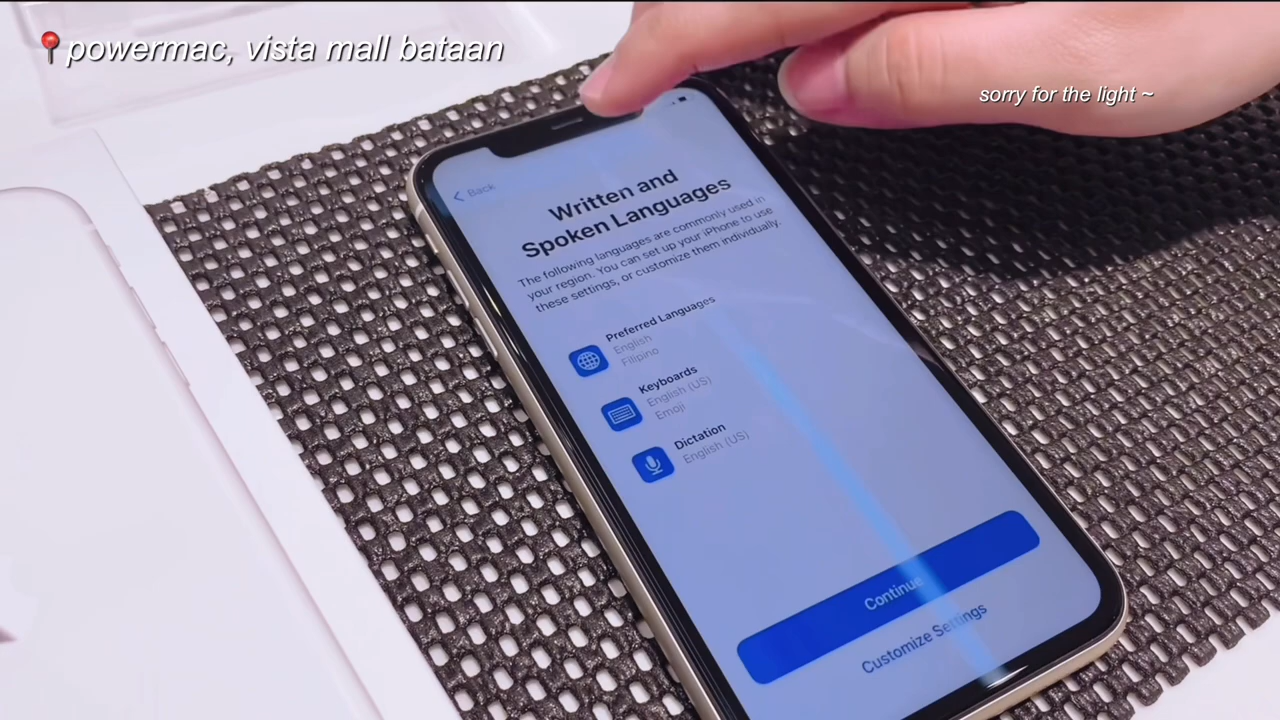 powermac, vista mall bataan
sorry for the light ~
Back
Written and
Spoken Languages
The following languages are commonly used in
your region. You can set up your iPhone to use
these settings, or customize them individually.
Preferred Languages
English
Filipino
Keyboards
English (US)
Emoji
Dictation
English (US)
Continue
Customize Settings